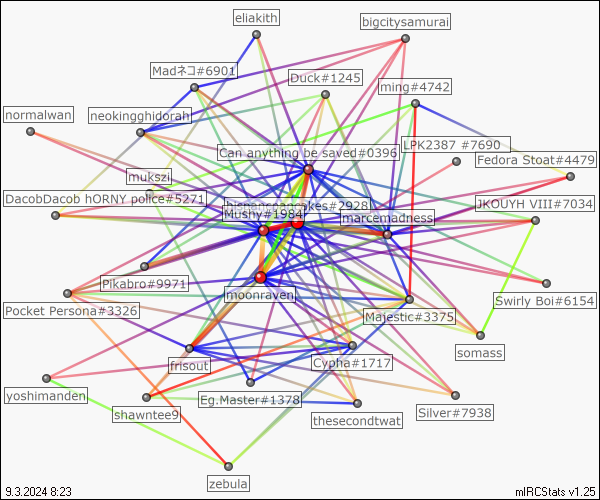 eliakith
bigcitysamurai
Madネコ#6901
Duck#1245
ming#4742
normalwan
neokingghidorah
LPK2387 #7690
Can anything be saved#0396
Fedora Stoat#4479
mukszi
DacobDacob hORNY police#5271
pancakes#2928
JKOUYH VIII#7034
Mushy#1984
marcemadness
Pikabro#9971
moonraven
Swirly Boi#6154
Pocket Persona#3326
Majestic#3375
somass
frisout
Cypha#1717
yoshimanden
Eg.Master#1378
shawntee9
thesecondtwat
Silver#7938
zebula
9.3.2024 8:23
mIRCStats v1.25